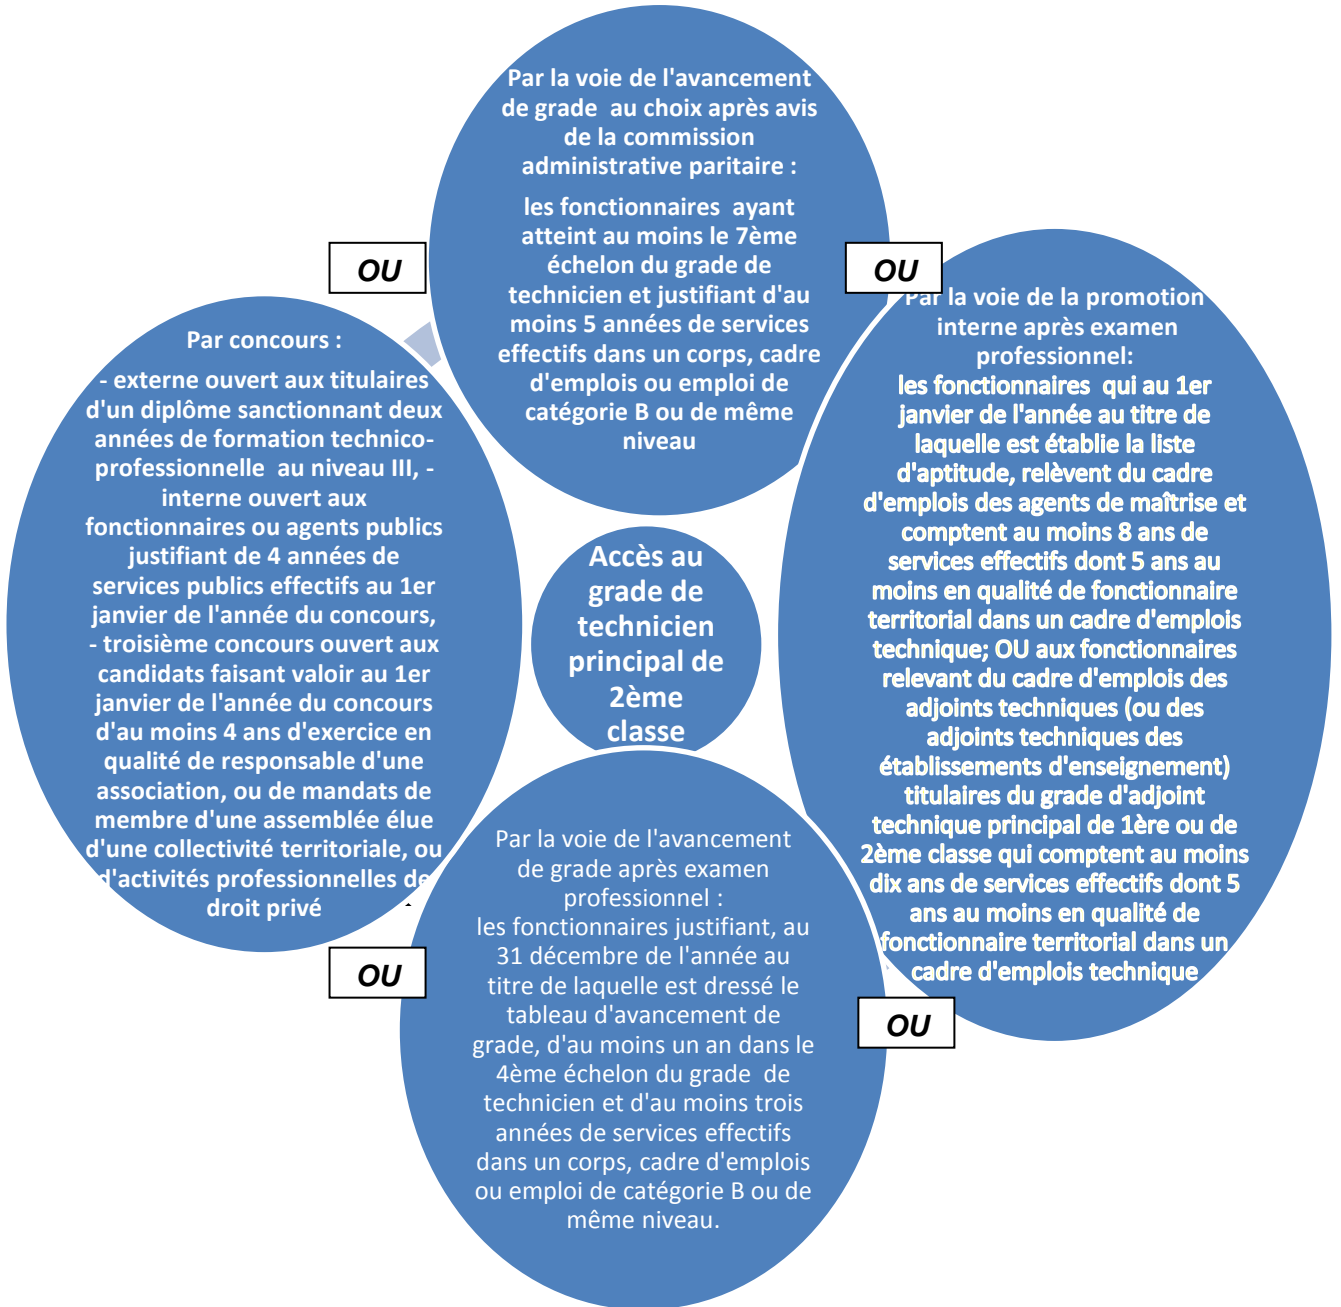 Par la voie de l'avancement
de grade au choix après avis
de la commission
administrative paritaire :
les fonctionnaires ayant
atteint au moins le 7ème
échelon du grade de
technicien et justifiant d'au
moins 5 années de services
effectifs dans un corps, cadre
d'emplois ou emploi de
catégorie B ou de même
niveau
OU
OU
Par la voie de la promotion
interne après examen
professionnel:
les fonctionnaires qui au 1er
janvier de l'année au titre de
laquelle est établie la liste
d'aptitude, relèvent du cadre
d'emplois des agents de maîtrise et
comptent au moins 8 ans de
services effectifs dont 5 ans au
moins en qualité de fonctionnaire
territorial dans un cadre d'emplois
technique; OU aux fonctionnaires
relevant du cadre d'emplois des
adjoints techniques (ou des
adjoints techniques des
établissements d'enseignement)
titulaires du grade d'adjoint
technique principal de 1ère ou de
2ème classe qui comptent au moins
dix ans de services effectifs dont 5
ans au moins en qualité de
fonctionnaire territorial dans un
cadre d'emplois technique
Par concours :
- externe ouvert aux titulaires
d'un diplôme sanctionnant deux
années de formation technico-
professionnelle au niveau III, -
interne ouvert aux
fonctionnaires ou agents publics
justifiant de 4 années de
services publics effectifs au 1er
janvier de l'année du concours,
- troisième concours ouvert aux
candidats faisant valoir au 1er
janvier de l'année du concours
d'au moins 4 ans d'exercice en
qualité de responsable d'une
association, ou de mandats de
membre d'une assemblée élue
d'une collectivité territoriale, ou
d'activités professionnelles de
droit privé
Accès au
grade de
technicien
principal de
2ème
classe
Par la voie de l'avancement
de grade après examen
professionnel :
les fonctionnaires justifiant, au
31 décembre de l'année au
titre de laquelle est dressé le
tableau d'avancement de
grade, d'au moins un an dans le
4ème échelon du grade de
technicien et d'au moins trois
années de services effectifs
dans un corps, cadre d'emplois
ou emploi de catégorie B ou de
même niveau.
OU
OU